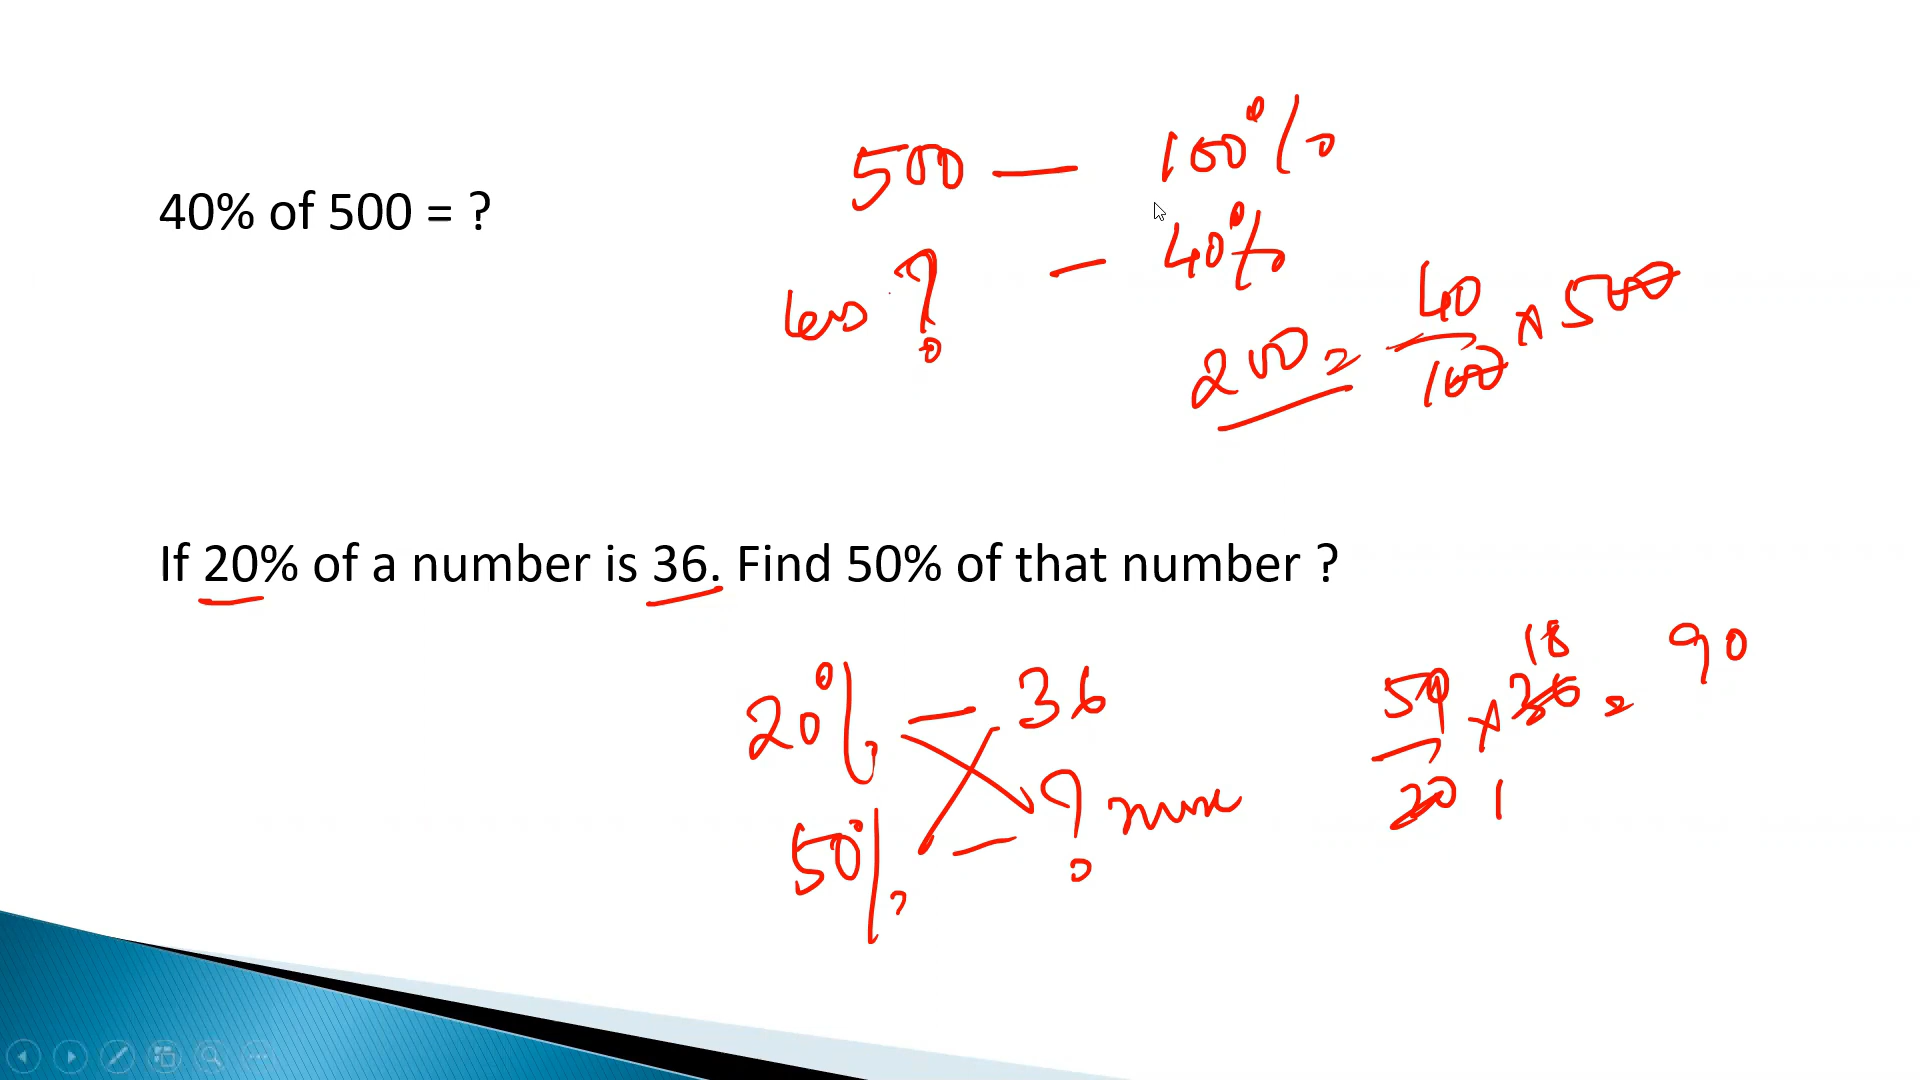 500 — 100%
40% of 500 = ?
less ? — 40%
200 = 40/100 × 500
If 20% of a number is 36. Find 50% of that number ?
20% — 36
50/20 × 36 = 90
18
50% — ? more
1